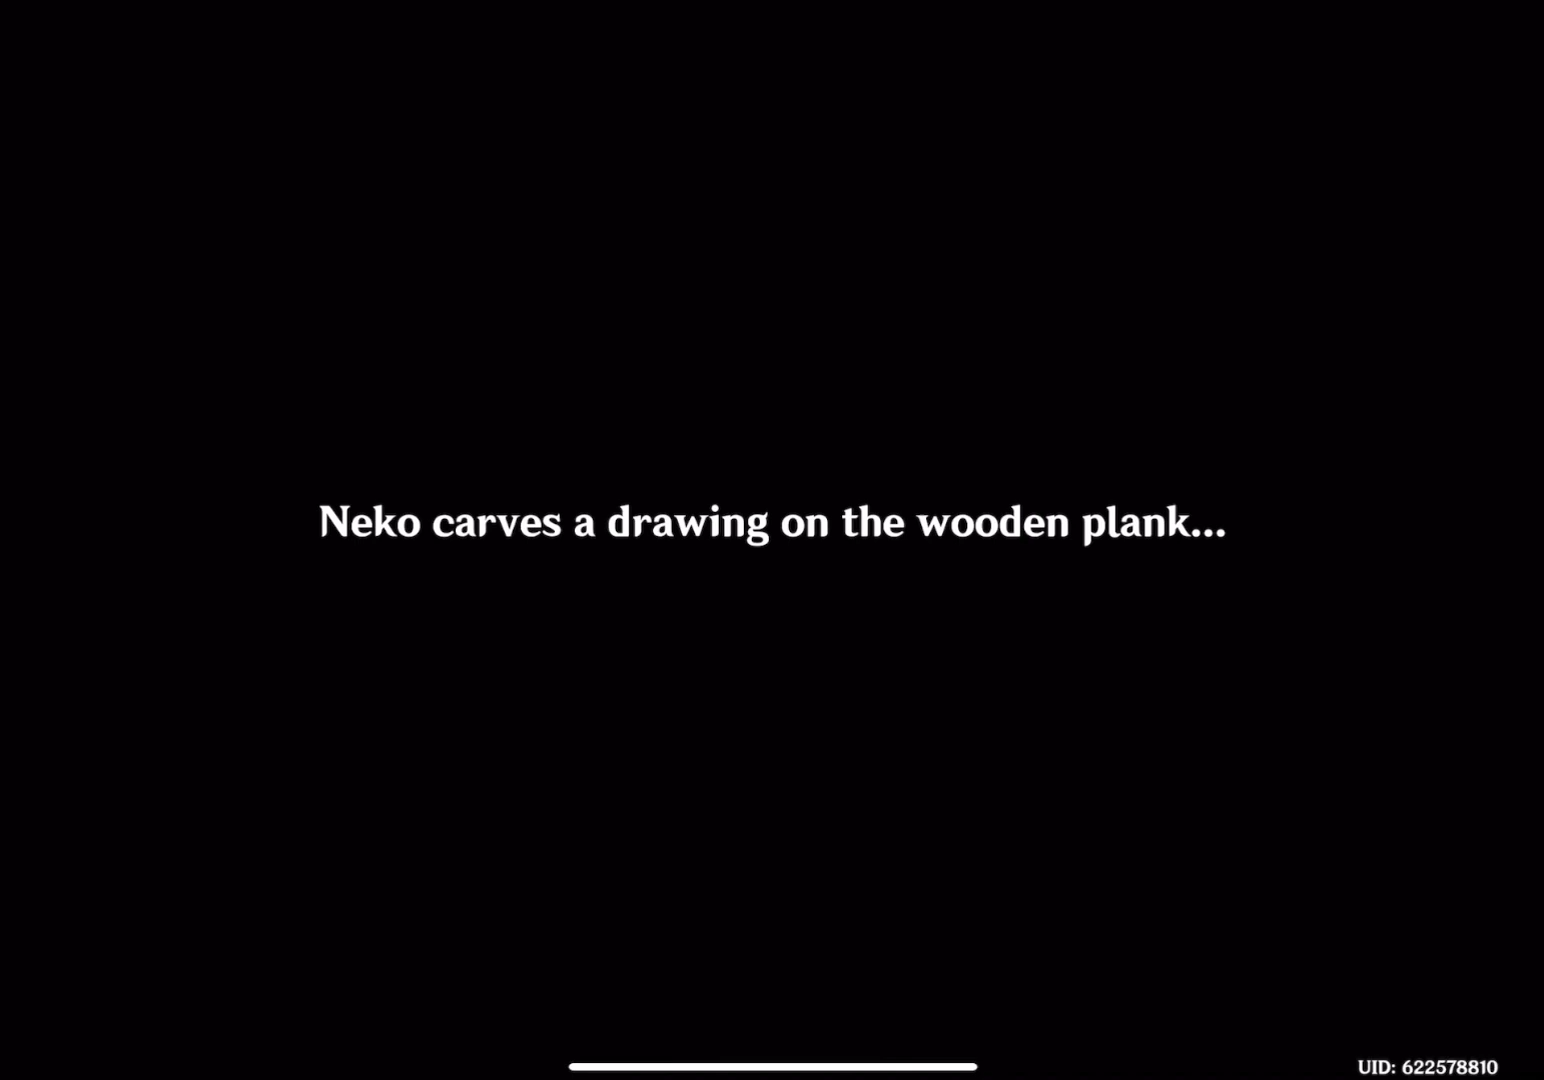 Neko carves a drawing on the wooden plank...
UID: 622578810